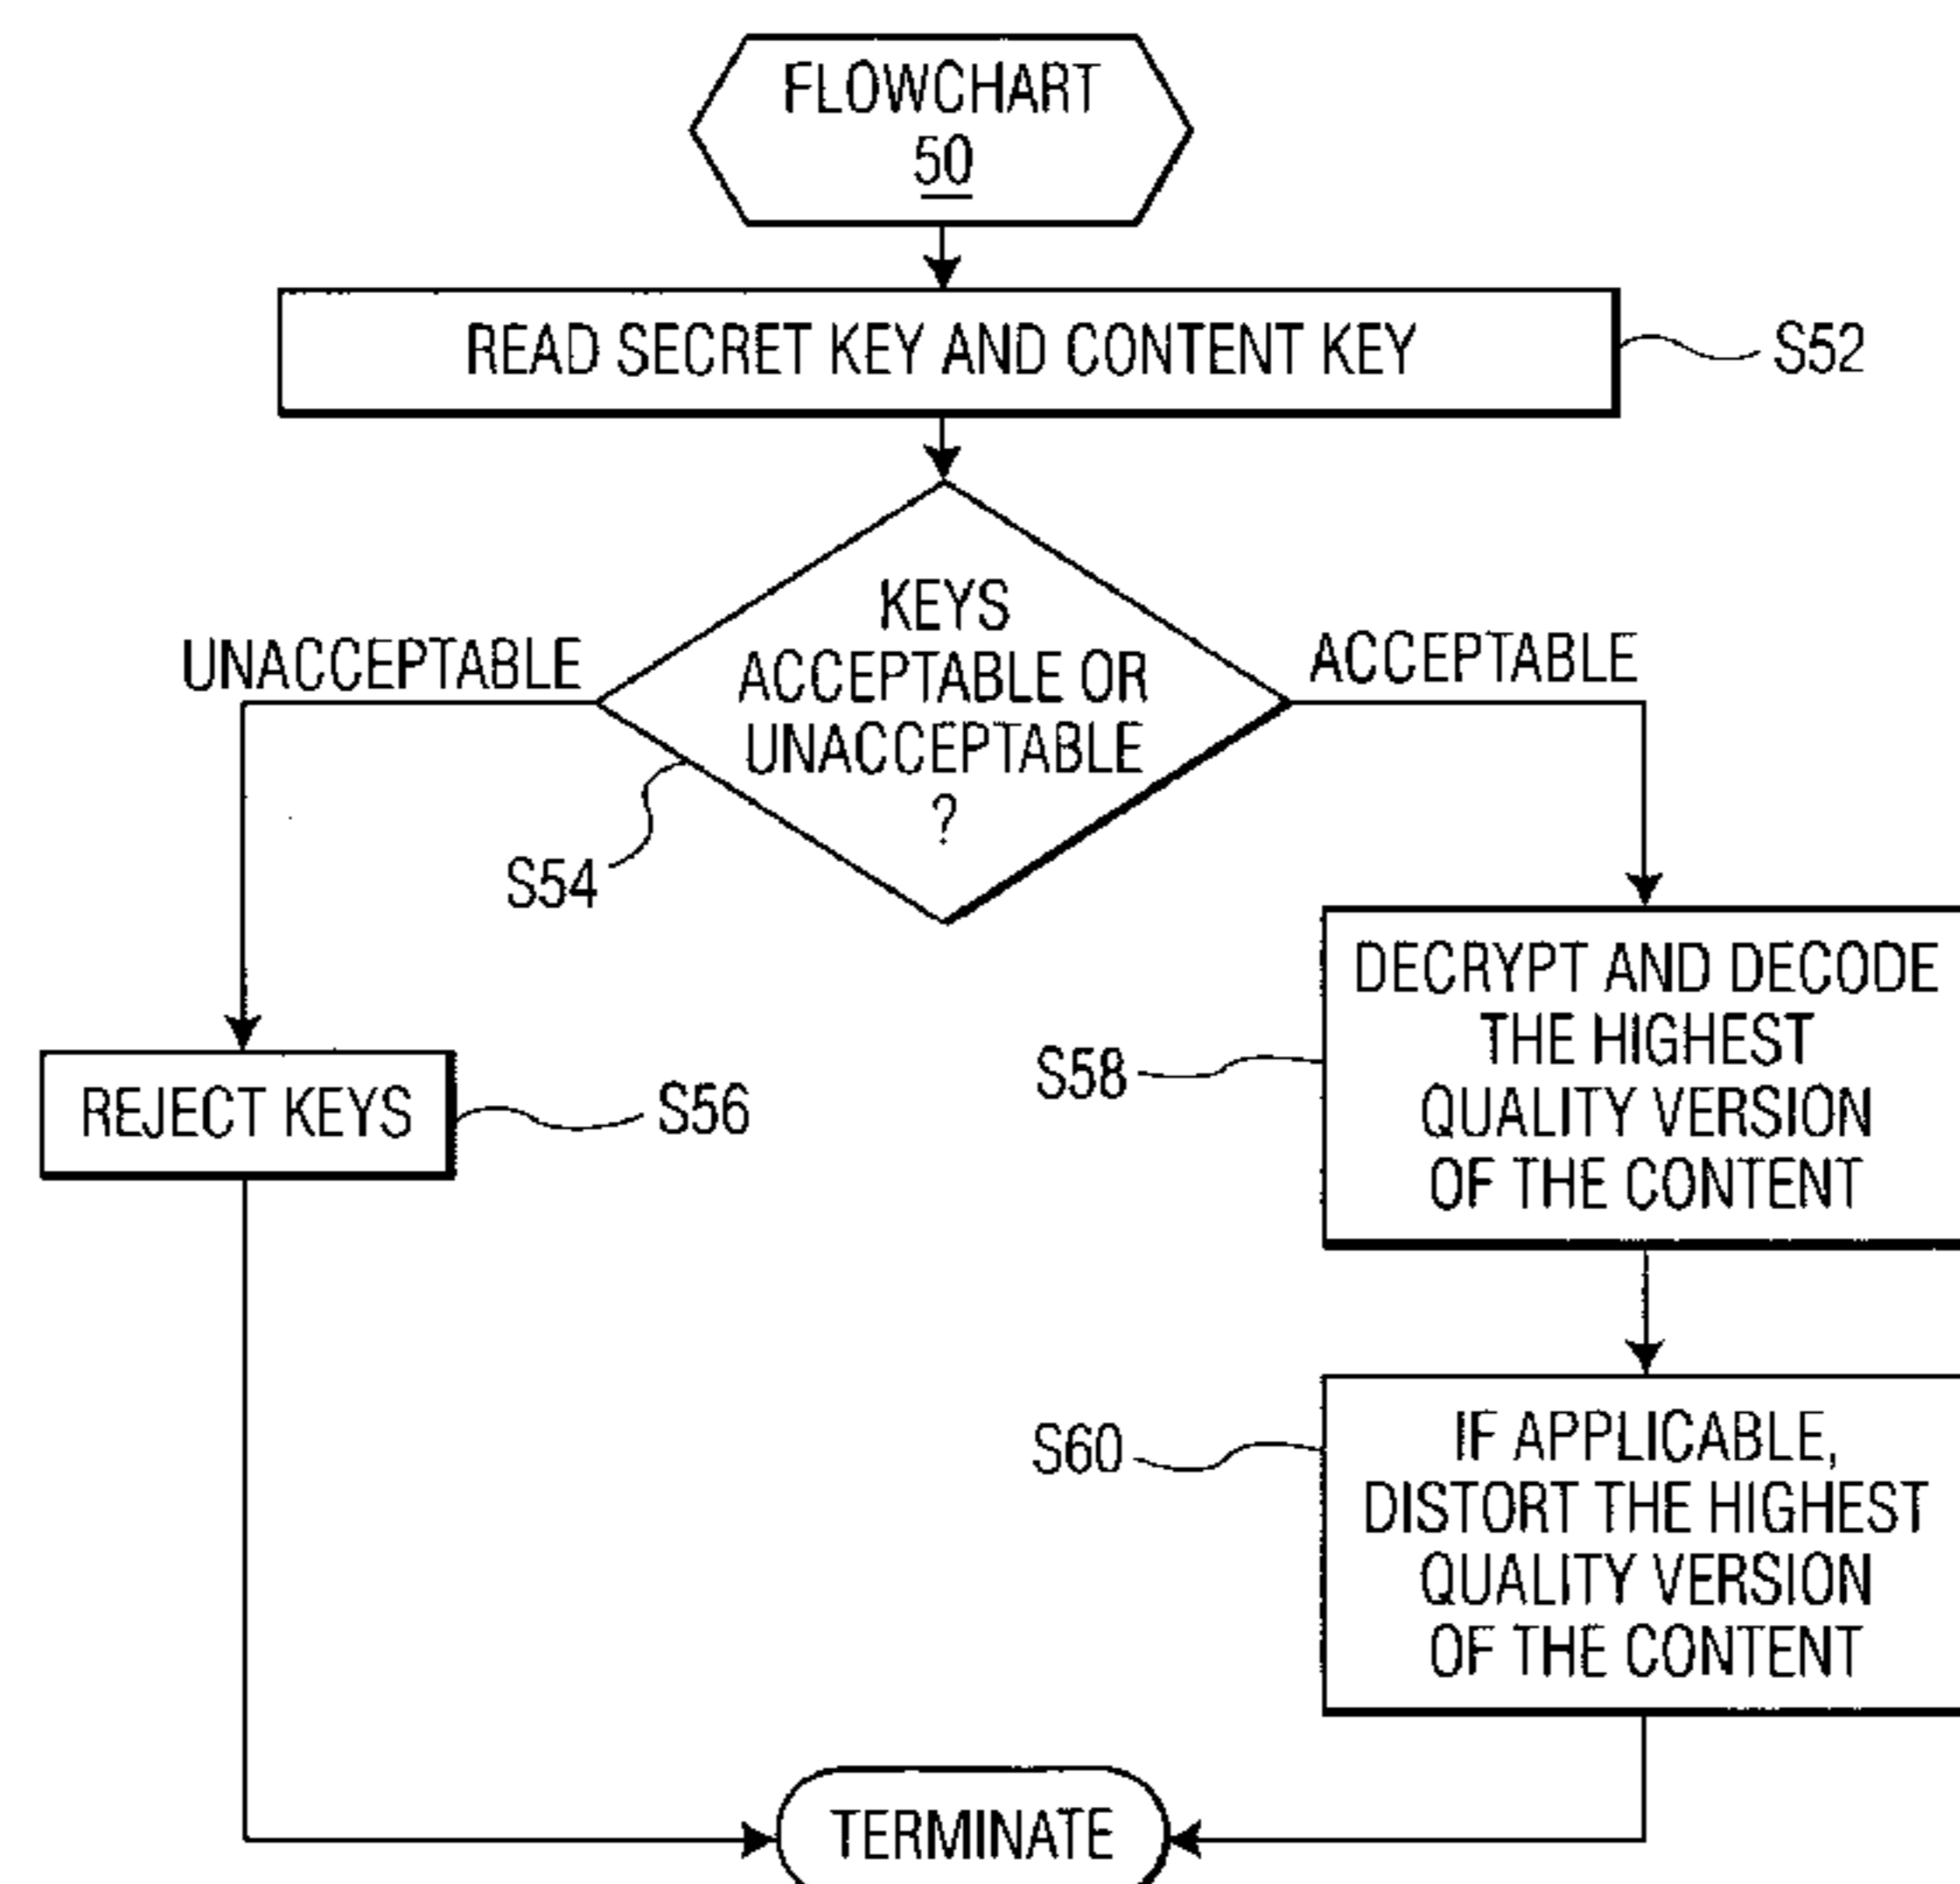 FLOWCHART
50
READ SECRET KEY AND CONTENT KEY
S52
KEYS
ACCEPTABLE OR
UNACCEPTABLE
?
UNACCEPTABLE
ACCEPTABLE
S54
REJECT KEYS
S56
DECRYPT AND DECODE
THE HIGHEST
QUALITY VERSION
OF THE CONTENT
S58
IF APPLICABLE,
DISTORT THE HIGHEST
QUALITY VERSION
OF THE CONTENT
S60
TERMINATE